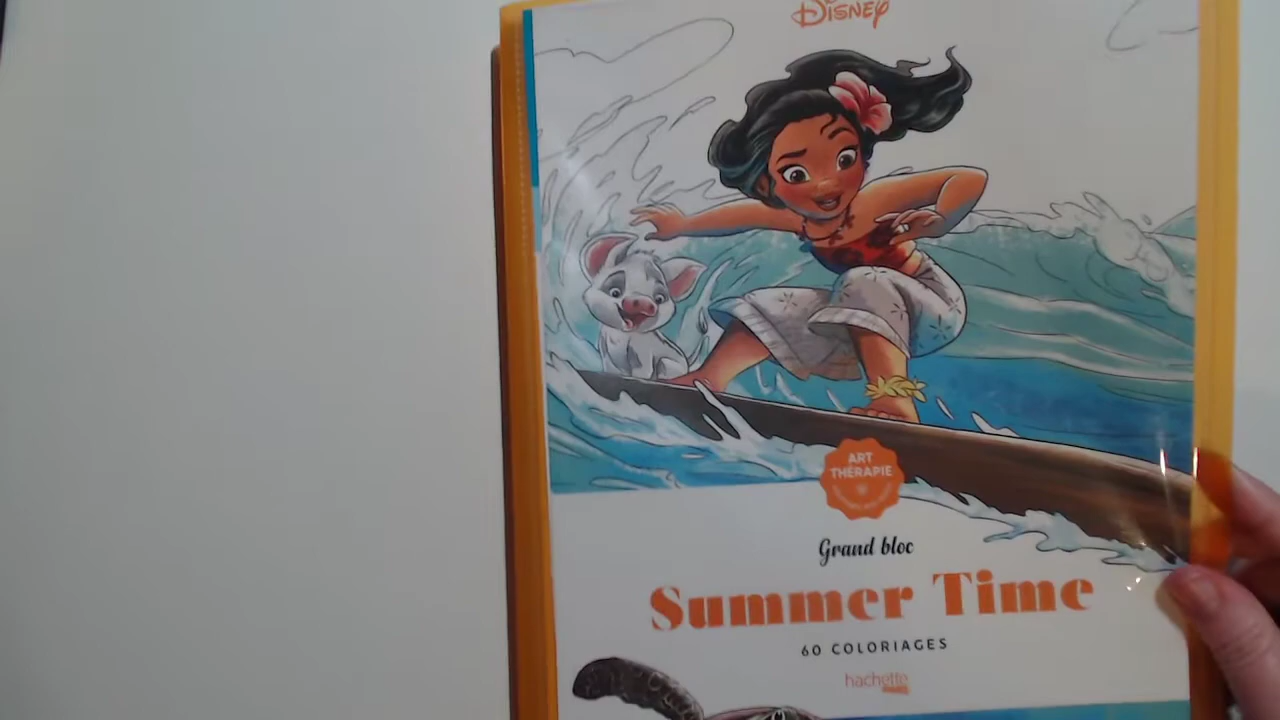 Disney
ART
THÉRAPIE
Grand bloc
Summer Time
60 COLORIAGES
hachette